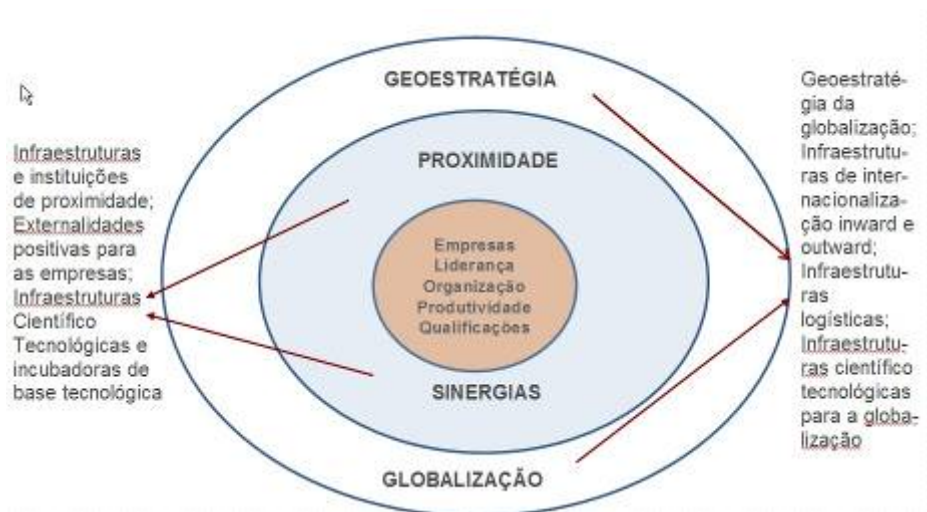 GEOESTRATÉGIA
PROXIMIDADE
Empresas
Liderança
Organização
Produtividade
Qualificações
SINERGIAS
GLOBALIZAÇÃO
Infraestruturas
e instituições
de proximidade;
Externalidades
positivas para
as empresas;
Infraestruturas
Científico
Tecnológicas e
incubadoras de
base tecnológica
Geoestraté-
gia da
globalização;
Infraestrutu-
ras de inter-
nacionaliza-
ção inward e
outward;
Infraestrutu-
ras
logísticas;
Infraestrutu-
ras científico
tecnológicas
para a globa-
lização